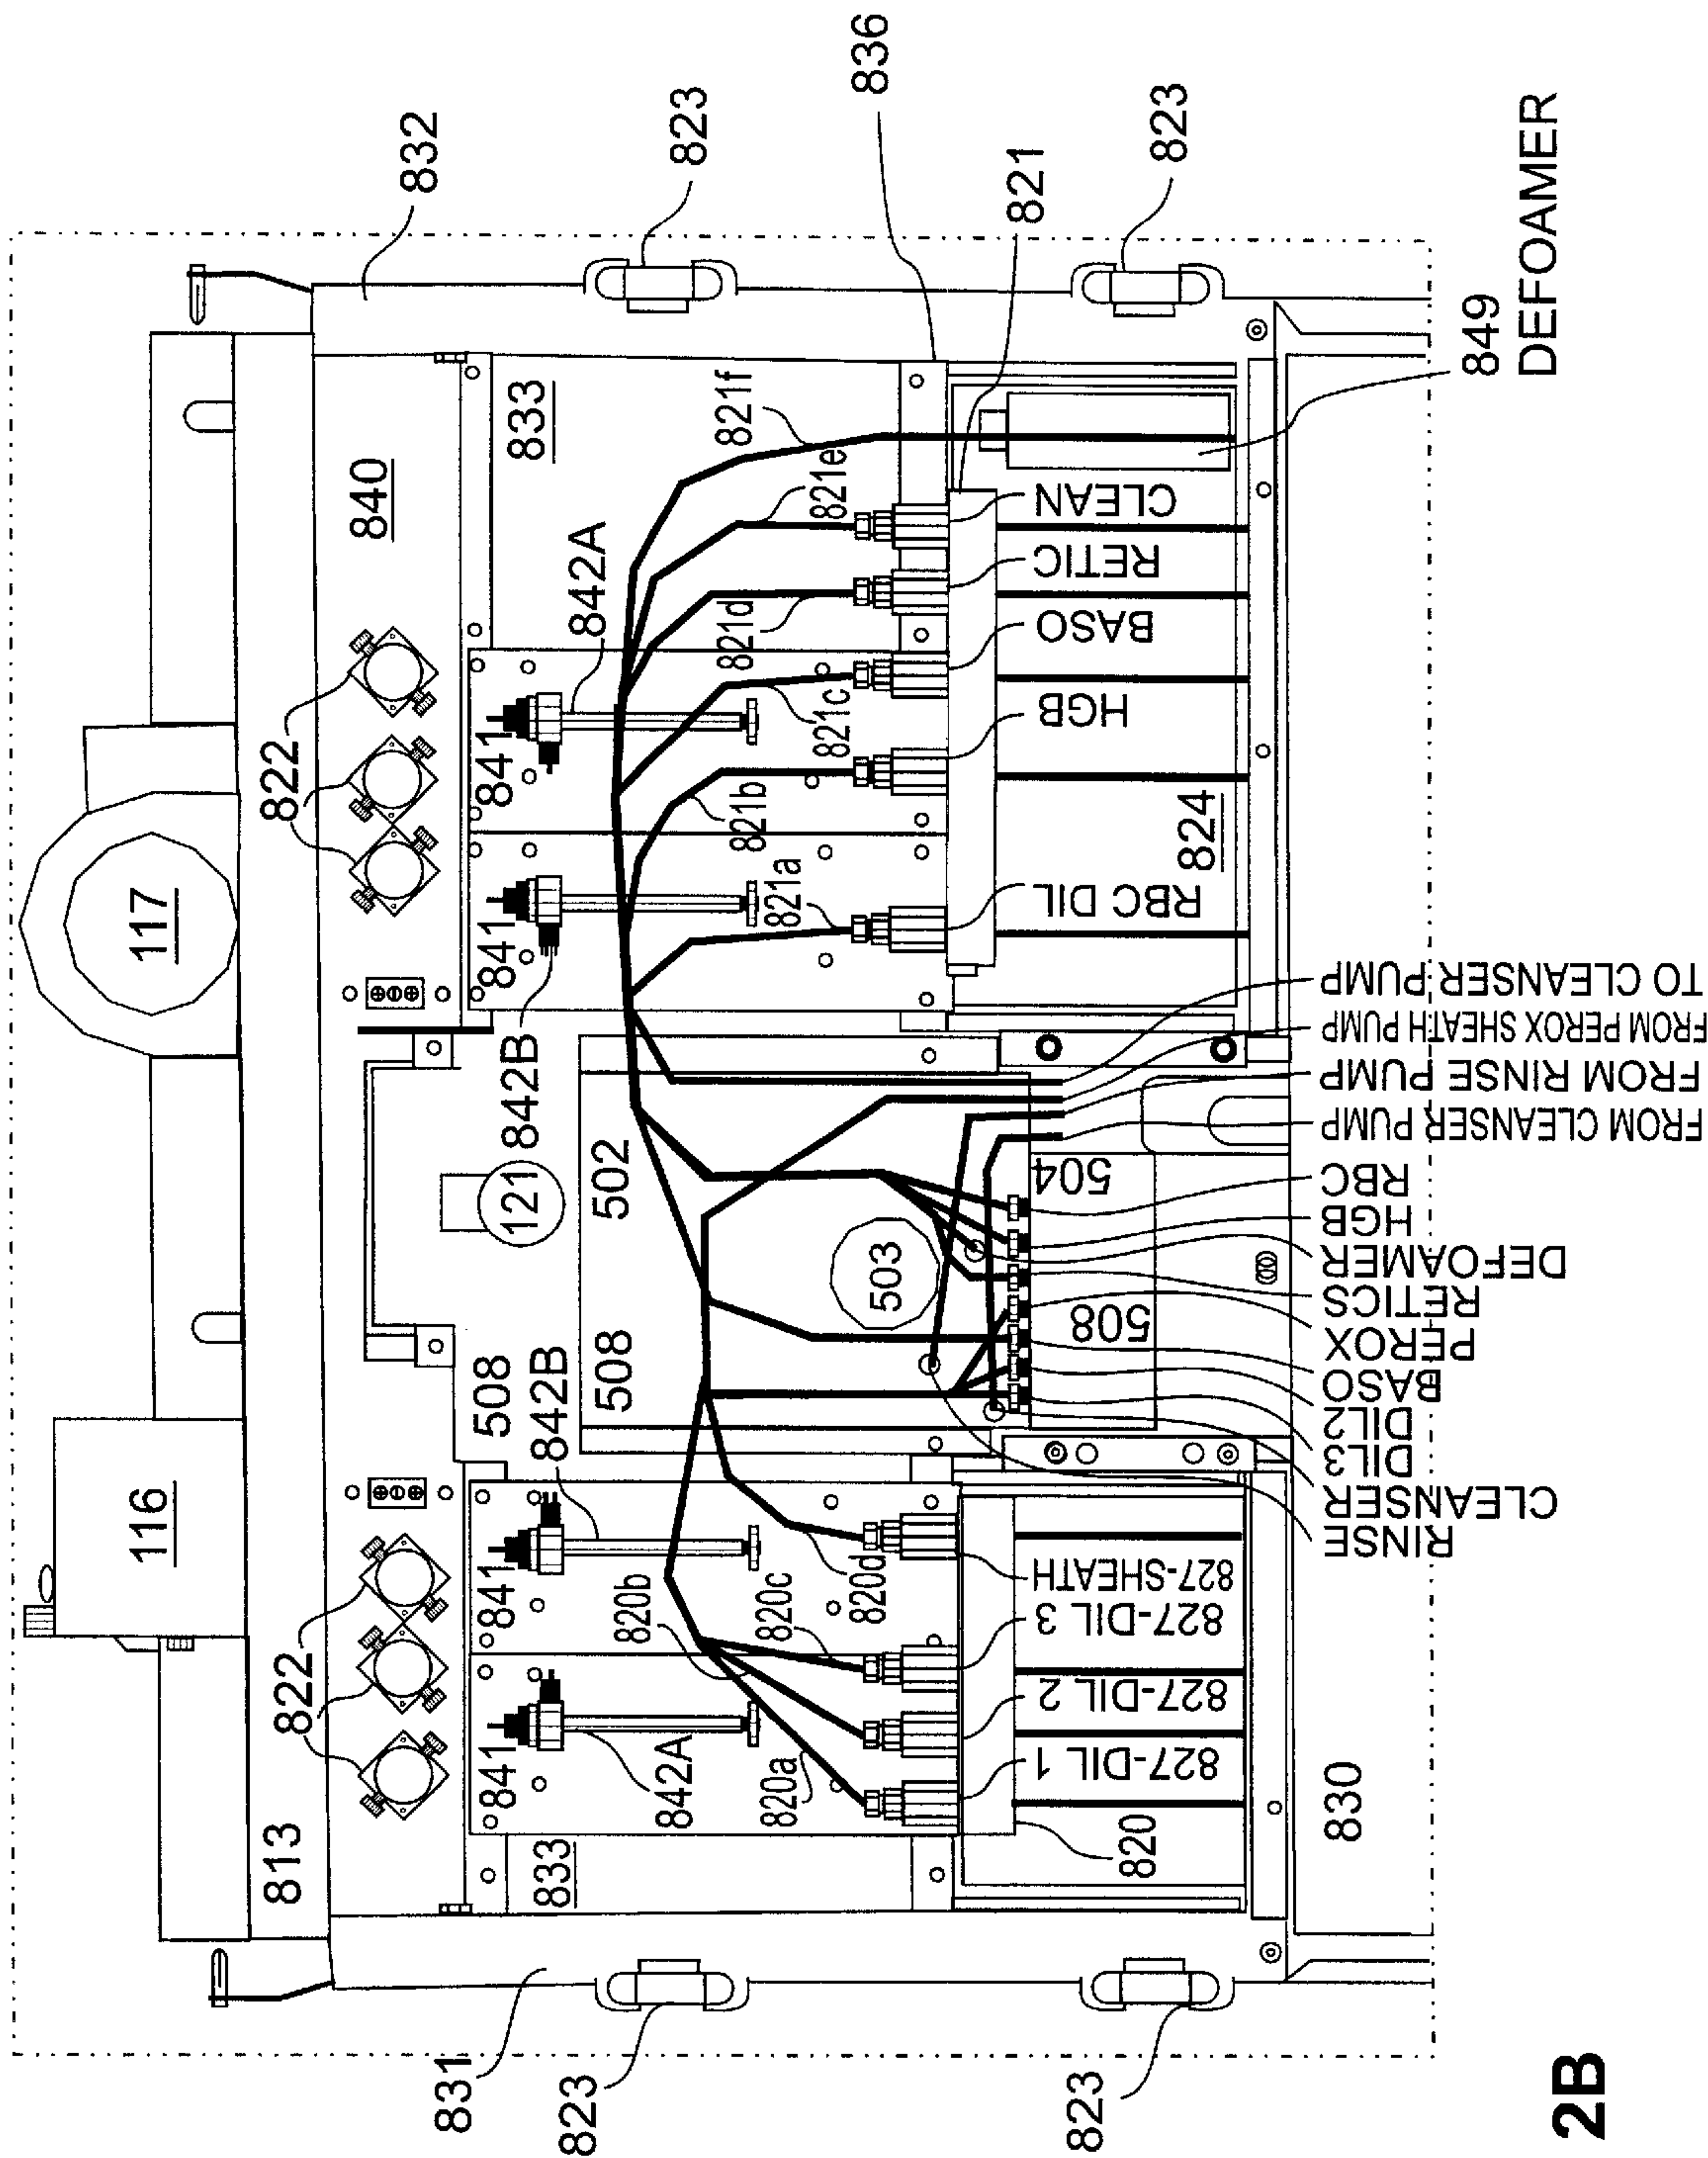 116
117
813
822
822
840
831
832
823
823
823
823
836
821
833
833
841
841
841
841
842A
842B
842B
842A
508
121
502
508
503
504
508
820a
820b
820c
820d
821a
821b
821c
821d
821e
821f
827-DIL 1
827-DIL 2
827-DIL 3
827-SHEATH
820
830
RBC DIL
HGB
BASO
RETIC
CLEAN
824
849
DEFOAMER
TO CLEANSER PUMP
FROM PEROX SHEATH PUMP
FROM RINSE PUMP
FROM CLEANSER PUMP
RBC
HGB
DEFOAMER
RETICS
PEROX
BASO
DIL2
DIL3
CLEANSER
RINSE
2B